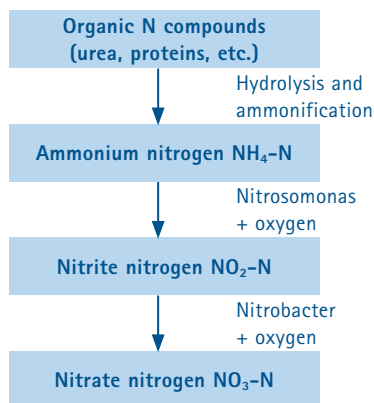 Organic N compounds
(urea, proteins, etc.)
Hydrolysis and
ammonification
Ammonium nitrogen NH₄-N
Nitrosomonas
+ oxygen
Nitrite nitrogen NO₂-N
Nitrobacter
+ oxygen
Nitrate nitrogen NO₃-N